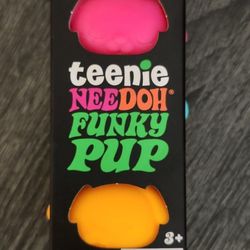 teenie
NEEDOH®
FUNKY
PUP
3+